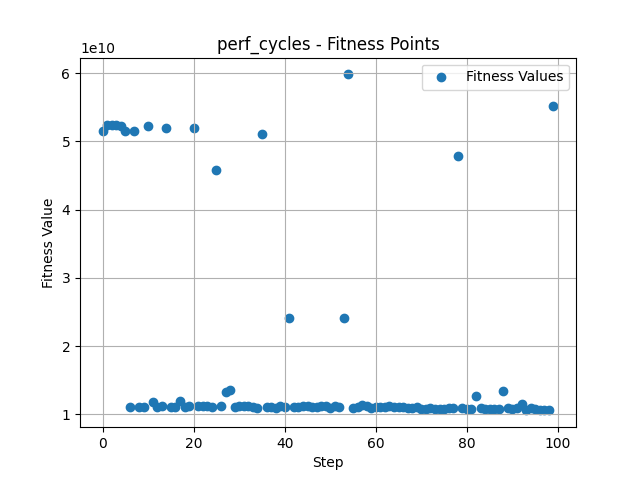 perf_cycles - Fitness Points
1e10
Fitness Values
6
5
4
3
2
1
Fitness Value
0 20 40 60 80 100
Step